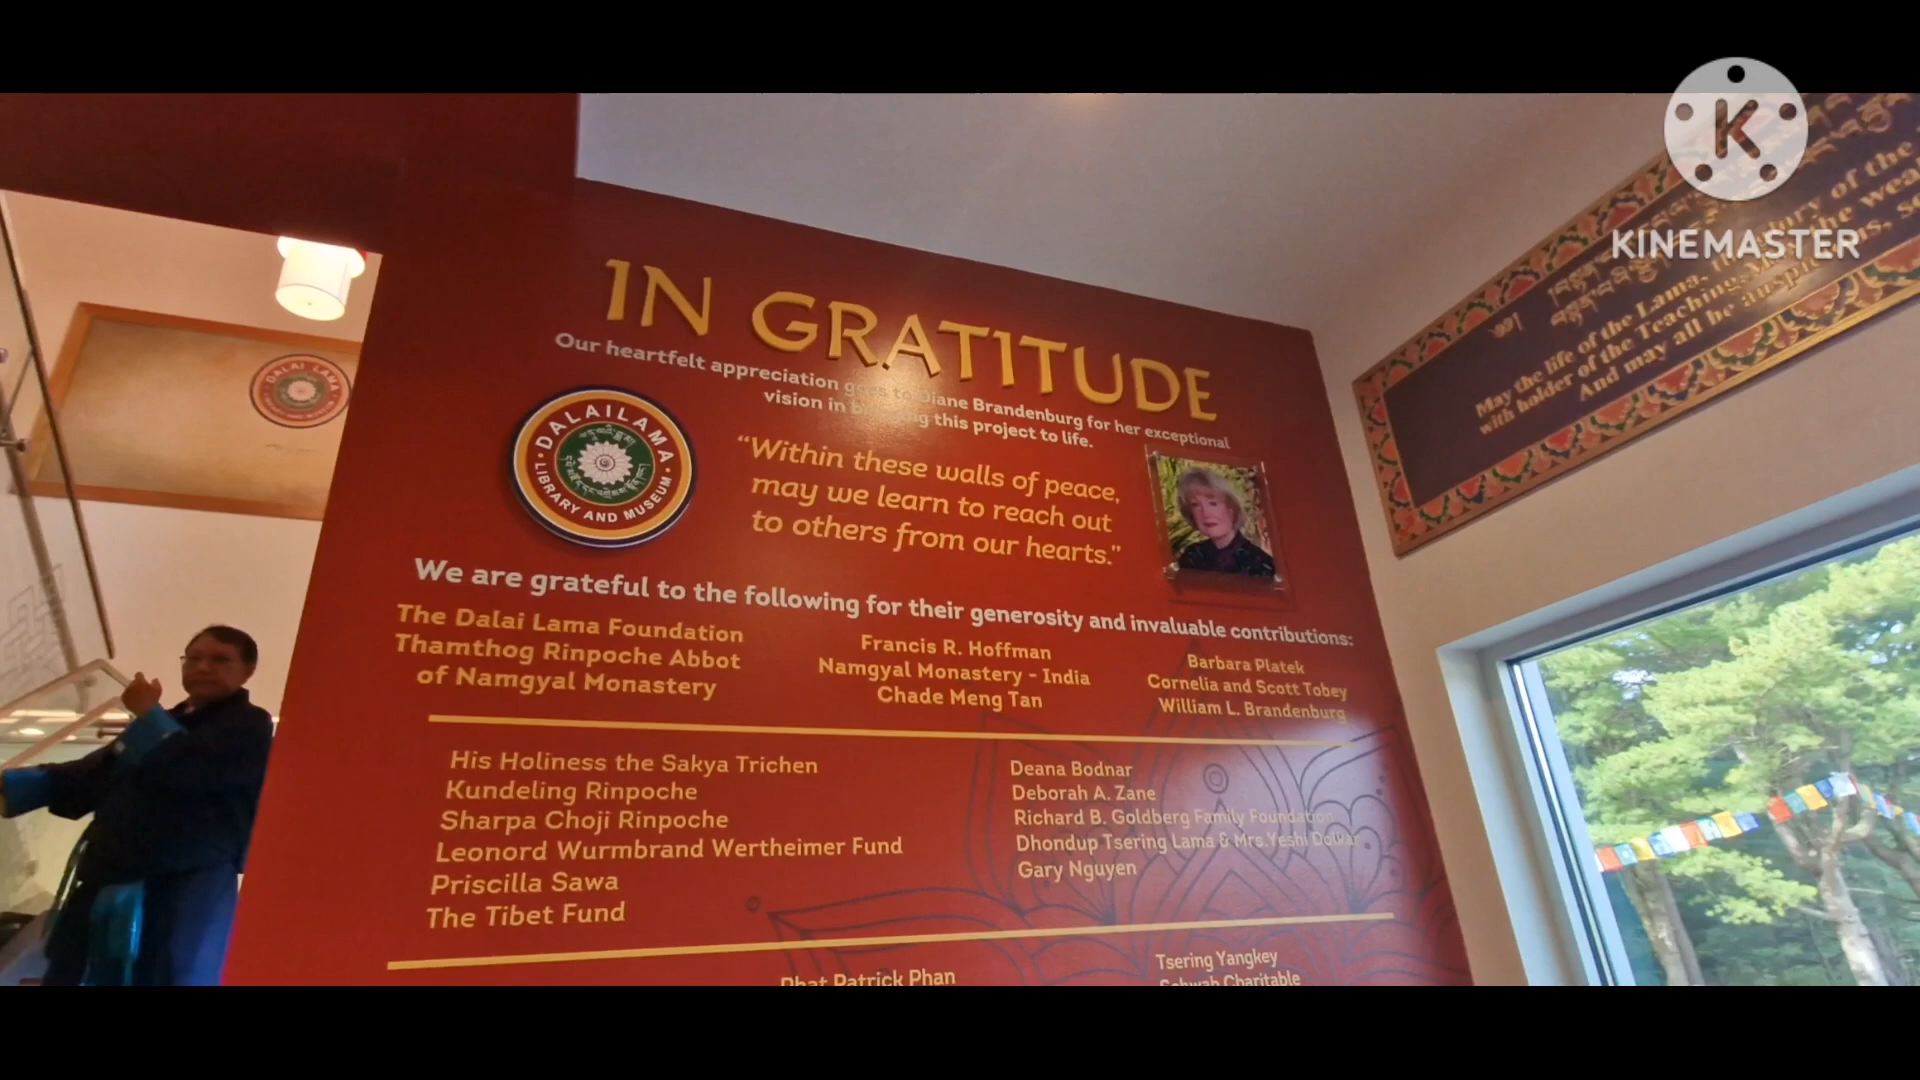 IN GRATITUDE
Our heartfelt appreciation goes to Diane Brandenburg for her exceptional
vision in this project to life.
DALAI LAMA
LIBRARY AND MUSEUM
"Within these walls of peace,
may we learn to reach out
to others from our hearts."
We are grateful to the following for their generosity and invaluable contributions:
The Dalai Lama Foundation
Thamthog Rinpoche Abbot
of Namgyal Monastery
Francis R. Hoffman
Namgyal Monastery - India
Chade Meng Tan
Barbara Platek
Cornelia and Scott Tobey
William L. Brandenburg
His Holiness the Sakya Trichen
Kundeling Rinpoche
Sharpa Choji Rinpoche
Leonord Wurmbrand Wertheimer Fund
Priscilla Sawa
The Tibet Fund
Deana Bodnar
Deborah A. Zane
Richard B. Goldberg Family Foundation
Dhondup Tsering Lama & Mrs.Yeshi Dolkar
Gary Nguyen
Phat Patrick Phan
Tsering Yangkey
Schwab Charitable
DALAI LAMA
May the life of the Lama, the of the
with holder of the Teaching,
And may all be
KINEMASTER